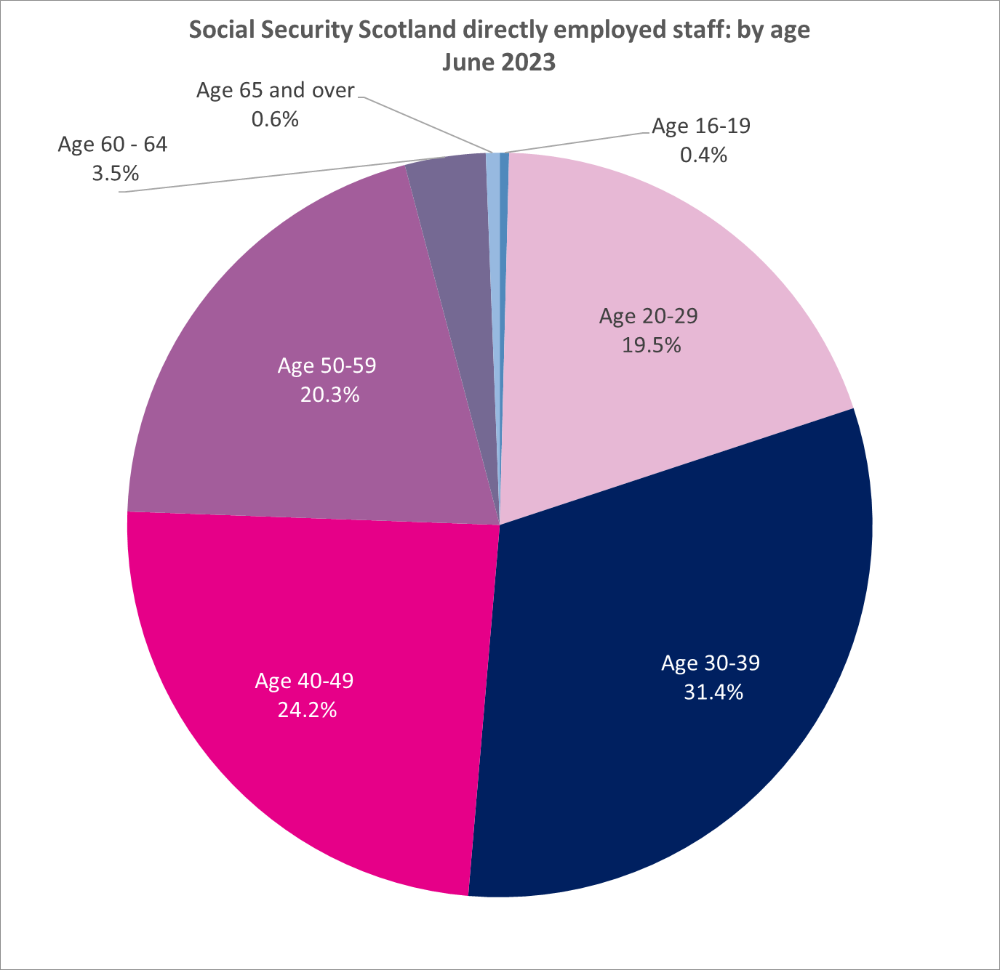 Social Security Scotland directly employed staff: by age
June 2023
Age 65 and over
0.6%
Age 16-19
0.4%
Age 60 - 64
3.5%
Age 20-29
19.5%
Age 50-59
20.3%
Age 30-39
31.4%
Age 40-49
24.2%